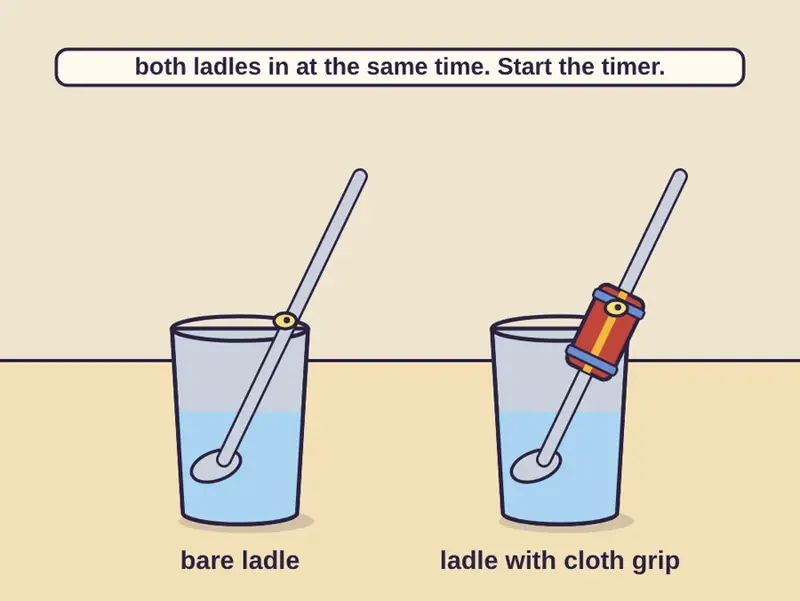 both ladles in at the same time. Start the timer.
bare ladle
ladle with cloth grip